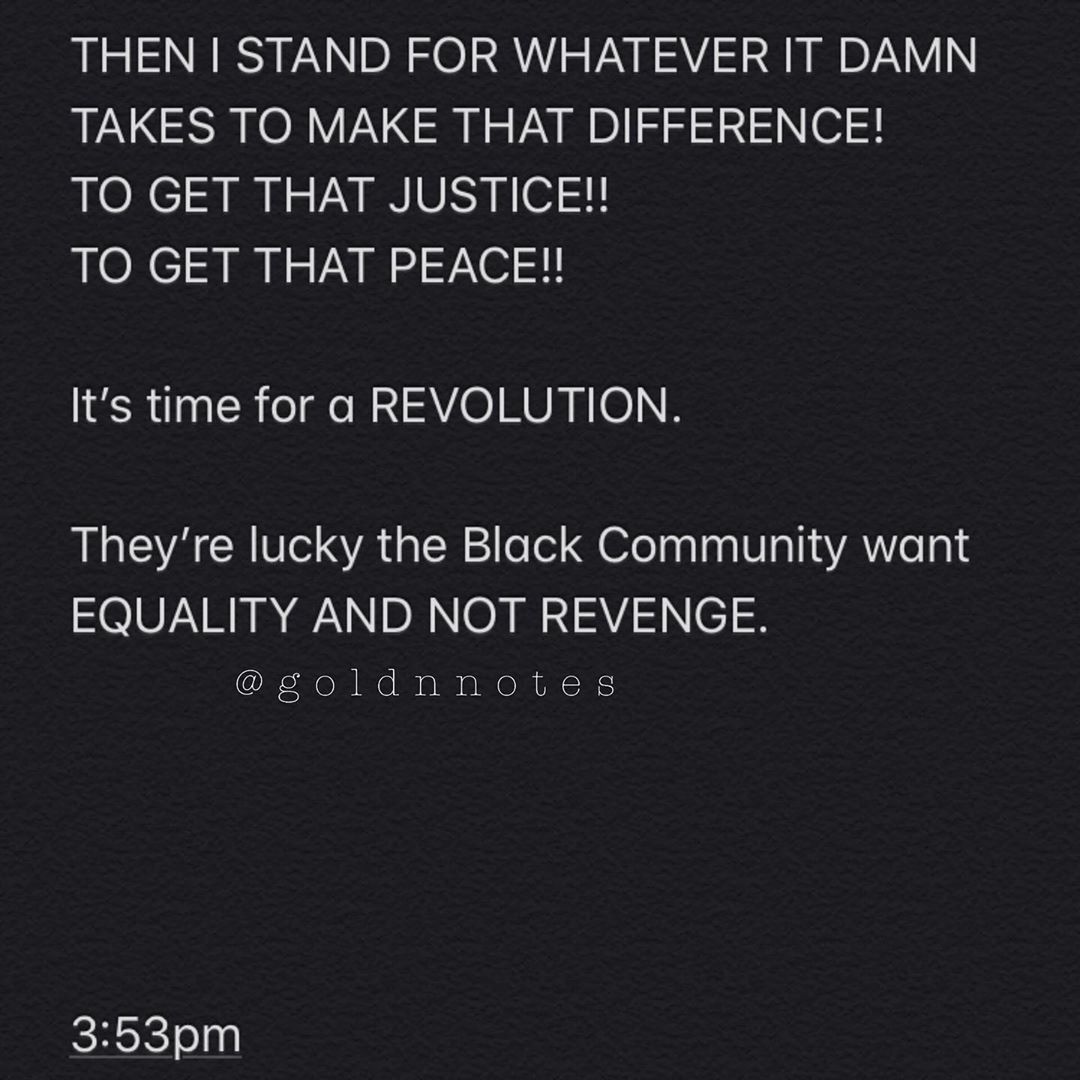 THEN I STAND FOR WHATEVER IT DAMN
TAKES TO MAKE THAT DIFFERENCE!
TO GET THAT JUSTICE!!
TO GET THAT PEACE!!
It’s time for a REVOLUTION.
They’re lucky the Black Community want
EQUALITY AND NOT REVENGE.
@goldnnotes
3:53pm